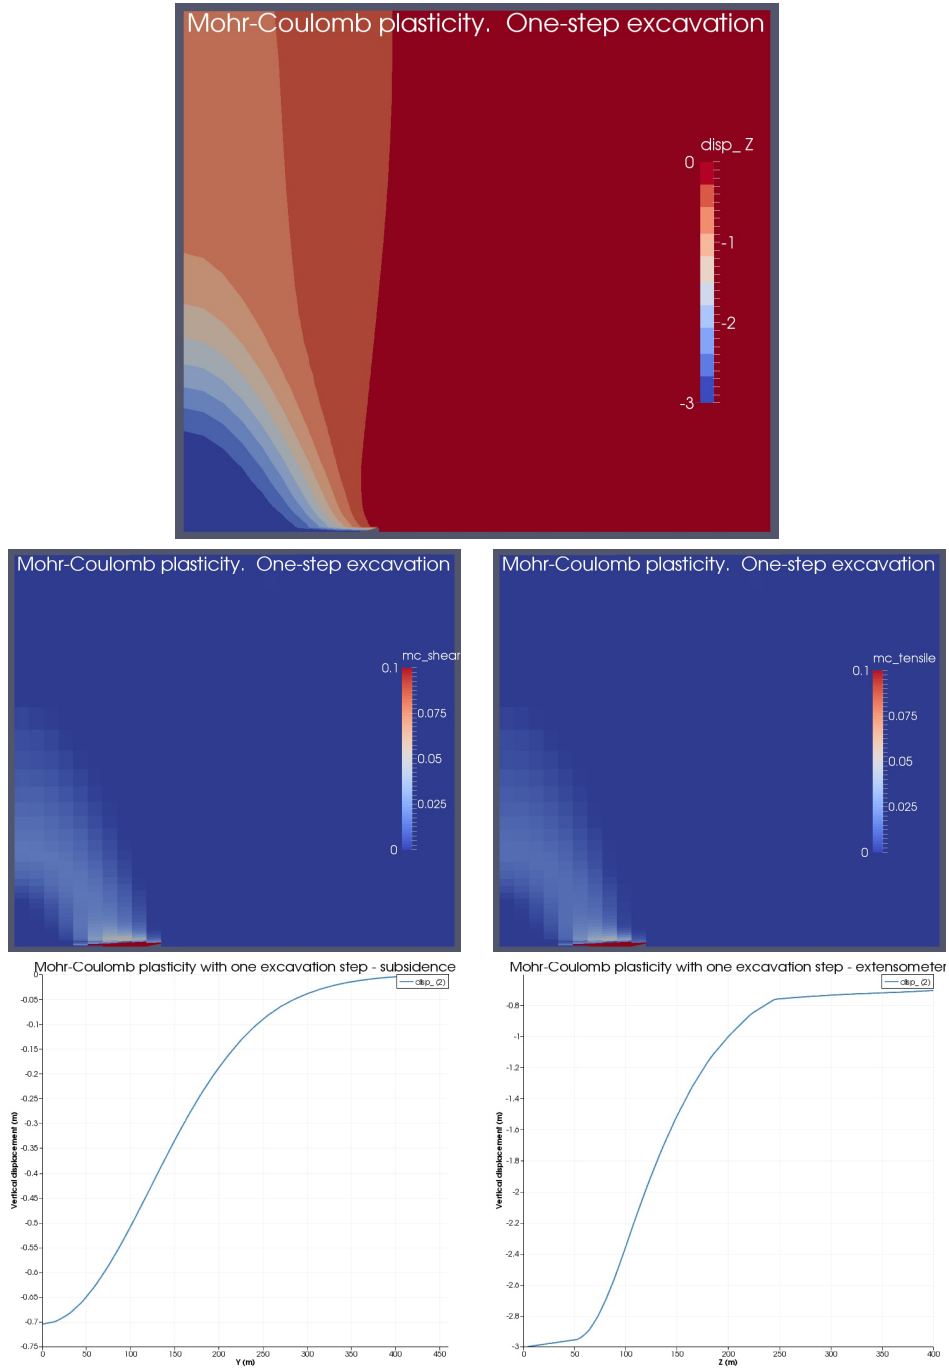 Mohr-Coulomb plasticity. One-step excavation
disp_ Z
0
-1
-2
-3
Mohr-Coulomb plasticity. One-step excavation
mc_shear
0.1
0.075
0.05
0.025
0
Mohr-Coulomb plasticity. One-step excavation
mc_tensile
0.1
0.075
0.05
0.025
0
Mohr-Coulomb plasticity with one excavation step - subsidence
disp_ (2)
0
-0.05
-0.1
-0.15
-0.2
-0.25
-0.3
-0.35
-0.4
-0.45
-0.5
-0.55
-0.6
-0.65
-0.7
-0.75
Vertical displacement (m)
0 50 100 150 200 250 300 350 400 450
Y (m)
Mohr-Coulomb plasticity with one excavation step - extensometer
disp_ (2)
-0.8
-1
-1.2
-1.4
-1.6
-1.8
-2
-2.2
-2.4
-2.6
-2.8
-3
Vertical displacement (m)
0 50 100 150 200 250 300 350 400
Z (m)